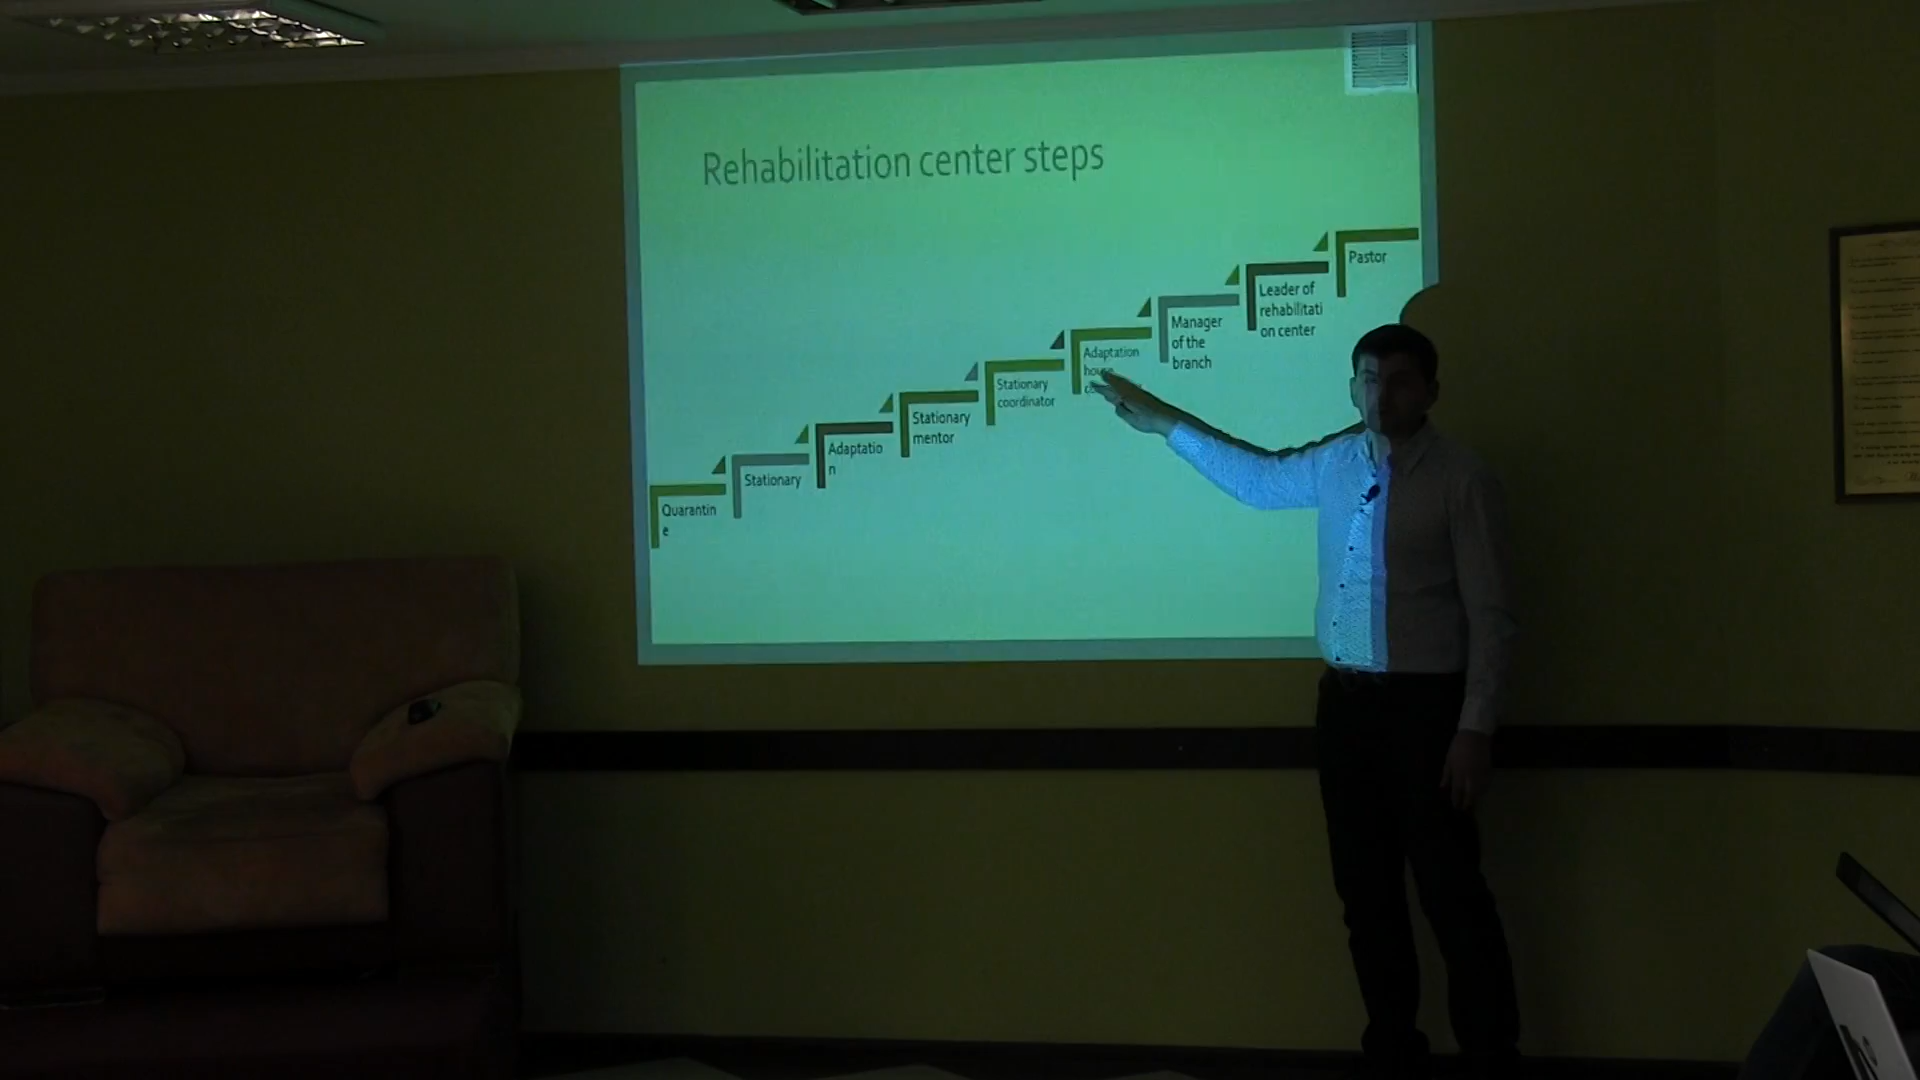 Rehabilitation center steps
Pastor
Leader of
rehabilitati
on center
Manager
of the
branch
Adaptation
house
Stationary
coordinator
Stationary
mentor
Adaptatio
n
Stationary
Quarantin
e